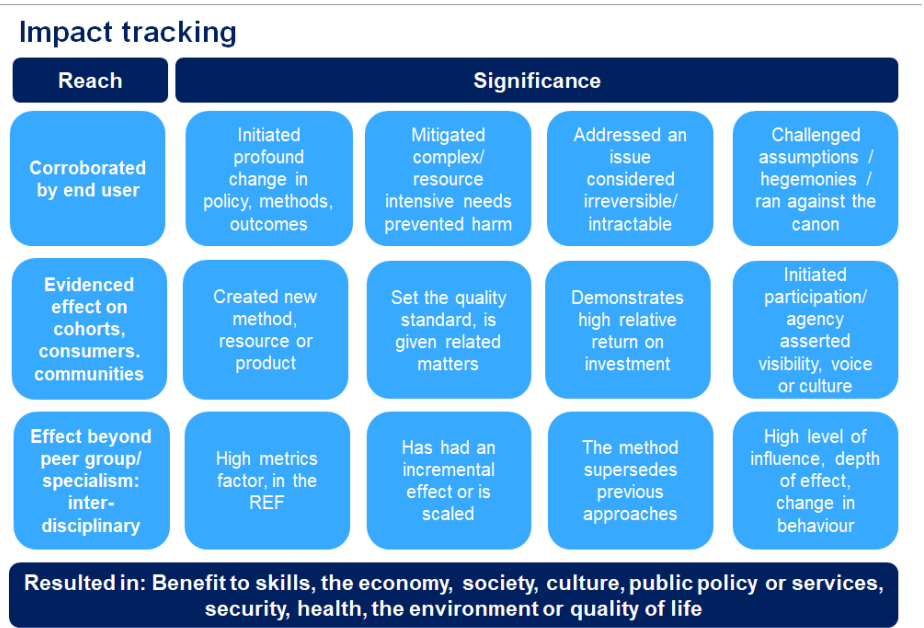 Impact tracking
Reach
Significance
Corroborated
by end user
Initiated
profound
change in
policy, methods,
outcomes
Mitigated
complex/
resource
intensive needs
prevented harm
Addressed an
issue
considered
irreversible/
intractable
Challenged
assumptions /
hegemonies /
ran against the
canon
Evidenced
effect on
cohorts,
consumers.
communities
Created new
method,
resource or
product
Set the quality
standard, is
given related
matters
Demonstrates
high relative
return on
investment
Initiated
participation/
agency
asserted
visibility, voice
or culture
Effect beyond
peer group/
specialism:
inter-
disciplinary
High metrics
factor, in the
REF
Has had an
incremental
effect or is
scaled
The method
supersedes
previous
approaches
High level of
influence, depth
of effect,
change in
behaviour
Resulted in: Benefit to skills, the economy, society, culture, public policy or services,
security, health, the environment or quality of life